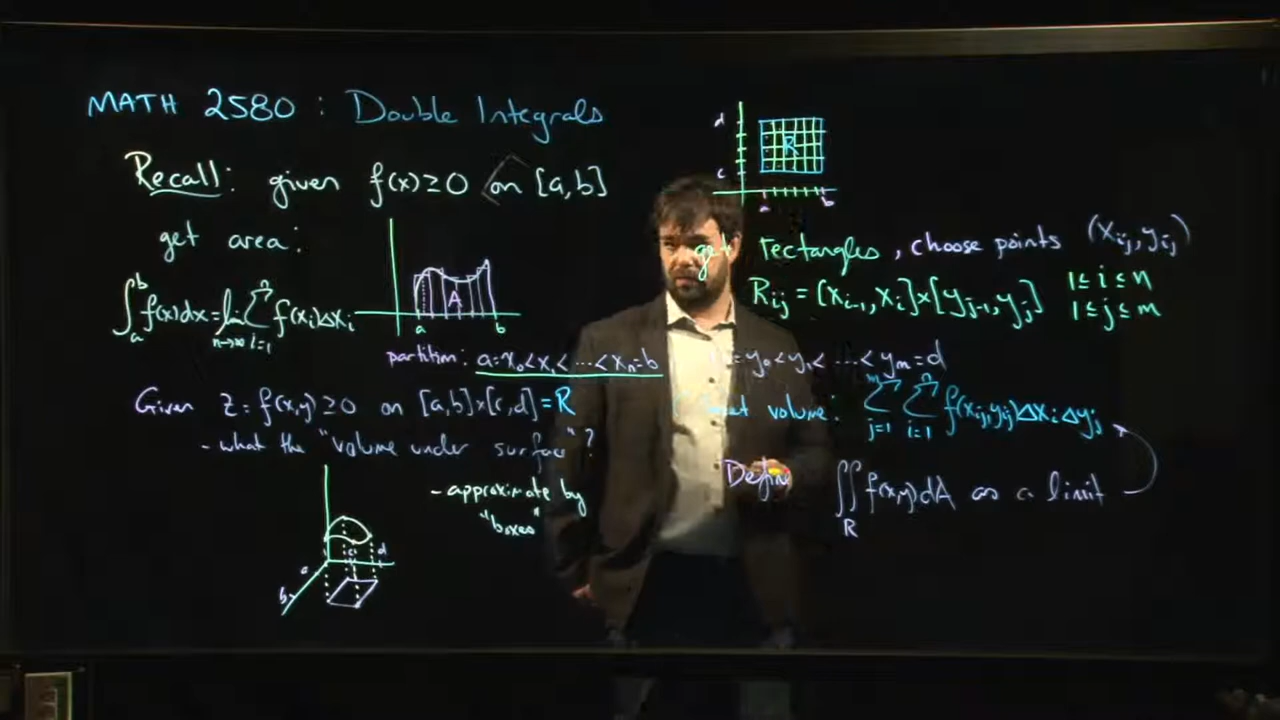 MATH 2580 : Double Integrals
Recall: given f(x) ≥ 0 on [a,b]
get area:
∫_a^b f(x)dx = lim_{n→∞} Σ_{i=1}^n f(x_i)Δx_i
A
a b
partition: a = x_0 < x_1 < ... < x_n = b
Given z = f(x,y) ≥ 0 on [a,b]×[c,d] = R
- what the "volume under surface"?
- approximate by
"boxes"
a
b
c
d
d
c
R
a b
get rectangles, choose points (x_ij, y_ij)
R_ij = [x_{i-1}, x_i]×[y_{j-1}, y_j] 1 ≤ i ≤ n
1 ≤ j ≤ m
= y_0 < y_1 < ... < y_m = d
volume: Σ_{j=1}^m Σ_{i=1}^n f(x_ij, y_ij)Δx_i Δy_j
Define ∬_R f(x,y)dA as a limit